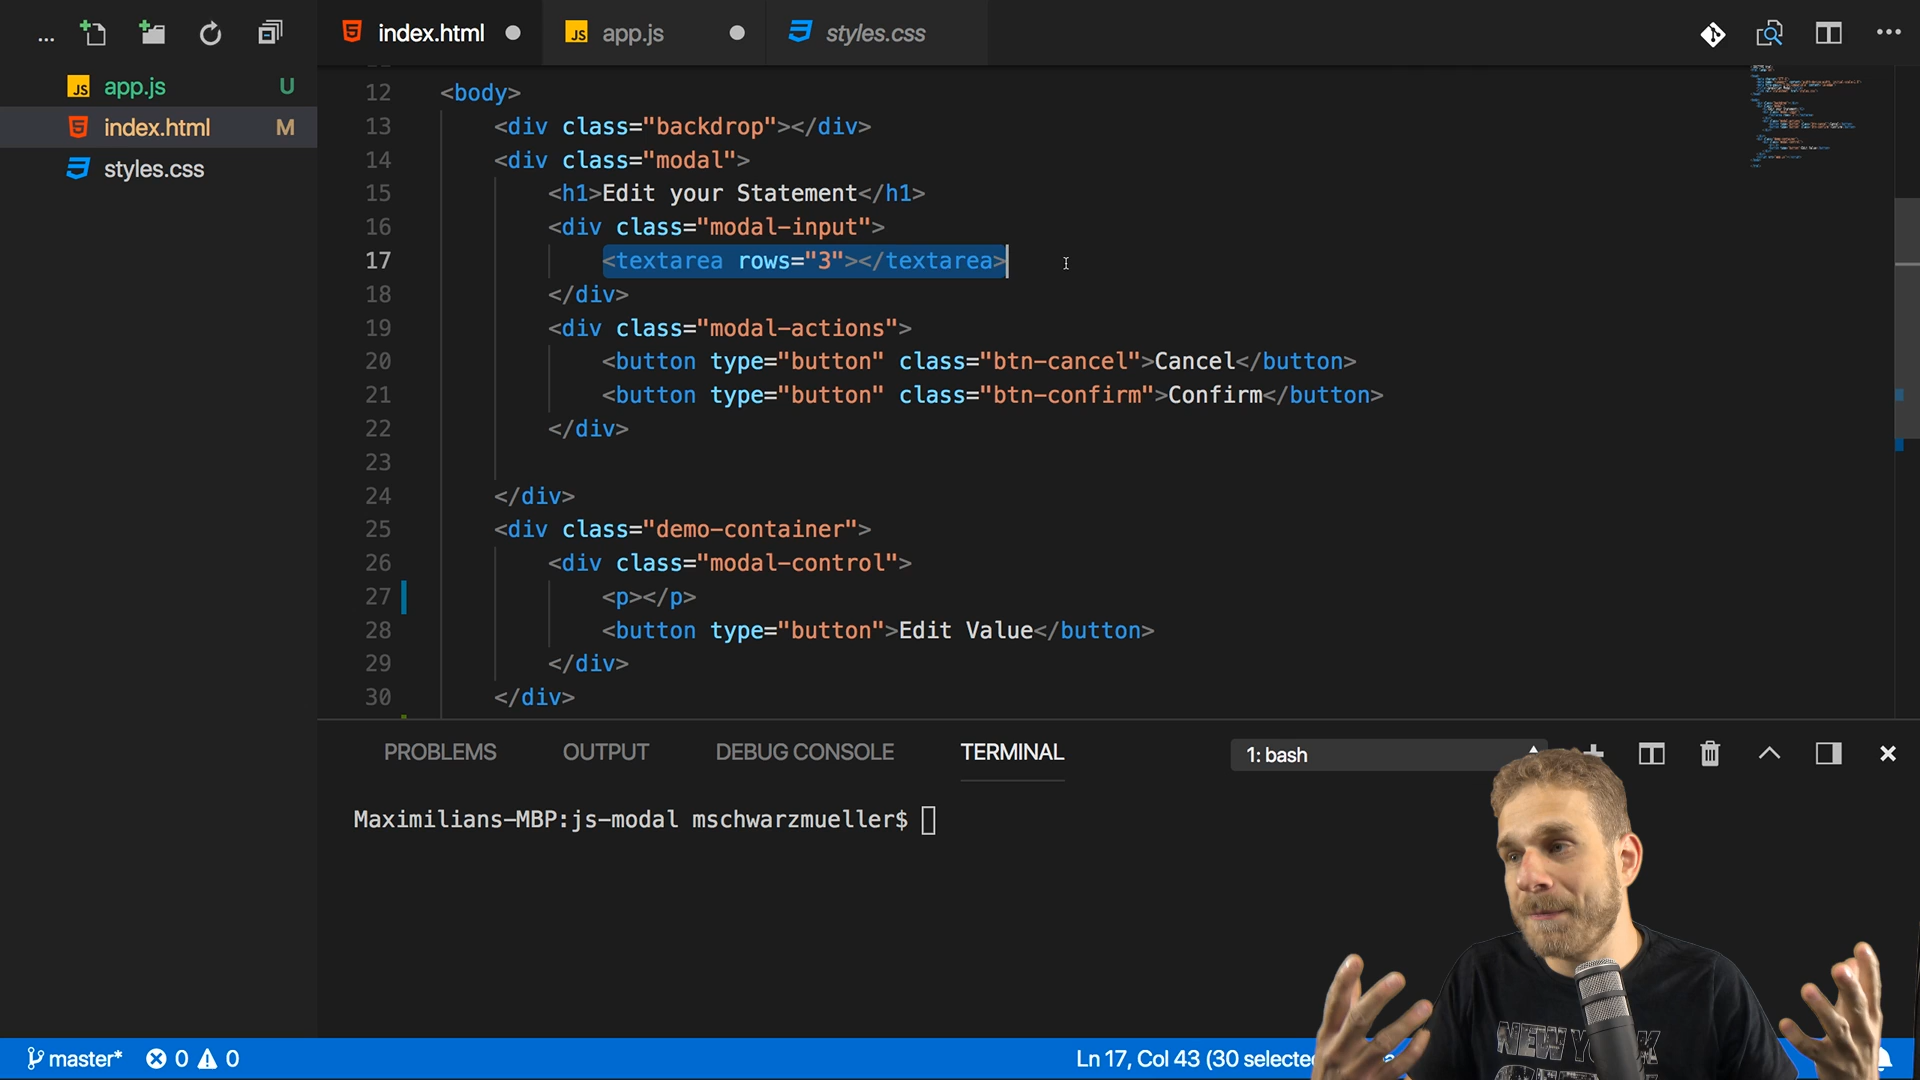 ...
index.html
JS app.js
styles.css
JS app.js U
index.html M
styles.css
12 <body>
13 <div class="backdrop"></div>
14 <div class="modal">
15 <h1>Edit your Statement</h1>
16 <div class="modal-input">
17 <textarea rows="3"></textarea>
18 </div>
19 <div class="modal-actions">
20 <button type="button" class="btn-cancel">Cancel</button>
21 <button type="button" class="btn-confirm">Confirm</button>
22 </div>
23
24 </div>
25 <div class="demo-container">
26 <div class="modal-control">
27 <p></p>
28 <button type="button">Edit Value</button>
29 </div>
30 </div>
PROBLEMS OUTPUT DEBUG CONSOLE TERMINAL 1: bash
Maximilians-MBP:js-modal mschwarzmueller$
NEW
master* 0 0 Ln 17, Col 43 (30 selected